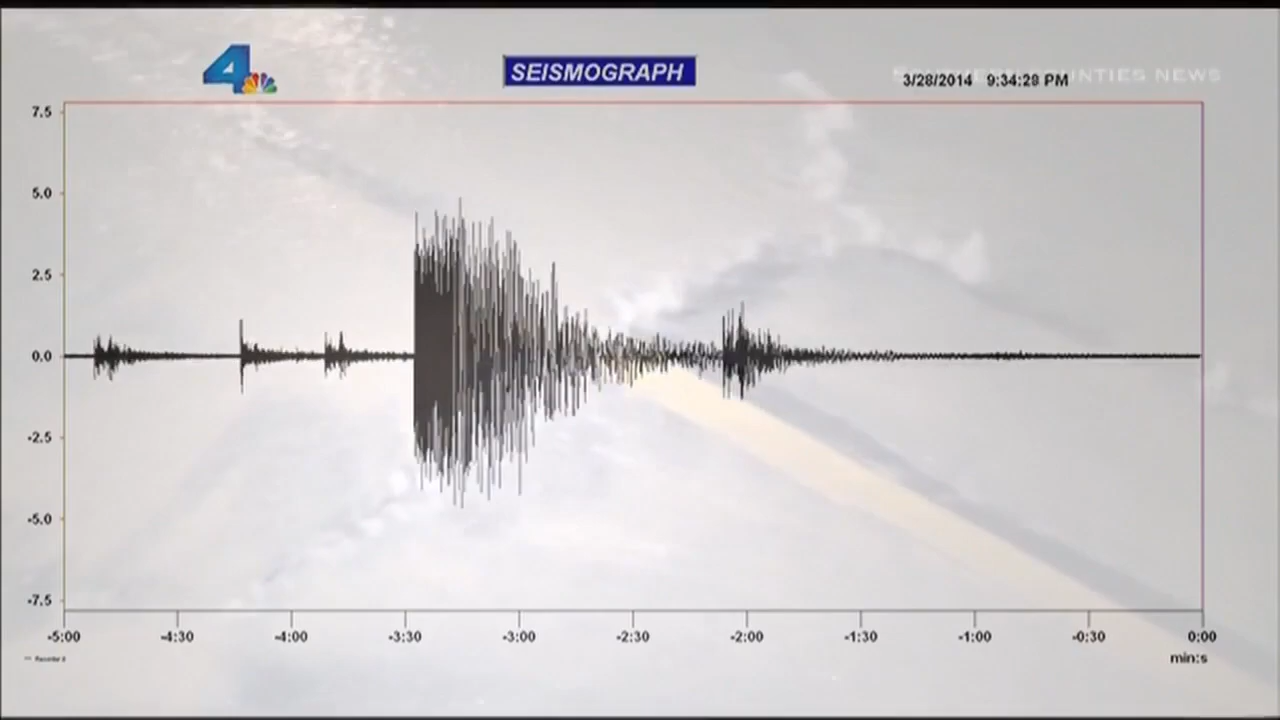 4
SEISMOGRAPH
3/28/2014 9:34:28 PM
COUNTIES NEWS
7.5
5.0
2.5
0.0
-2.5
-5.0
-7.5
-5:00 -4:30 -4:00 -3:30 -3:00 -2:30 -2:00 -1:30 -1:00 -0:30 0:00
min:s